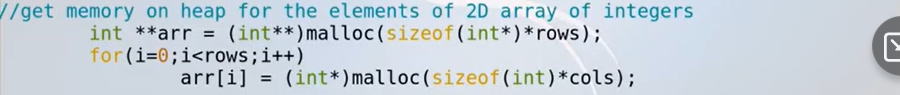 //get memory on heap for the elements of 2D array of integers
int **arr = (int**)malloc(sizeof(int*)*rows);
for(i=0;i<rows;i++)
arr[i] = (int*)malloc(sizeof(int)*cols);